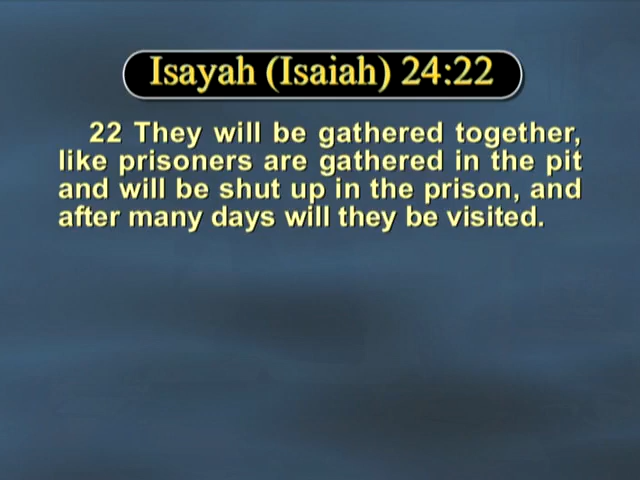 Isayah (Isaiah) 24:22
22 They will be gathered together,
like prisoners are gathered in the pit
and will be shut up in the prison, and
after many days will they be visited.